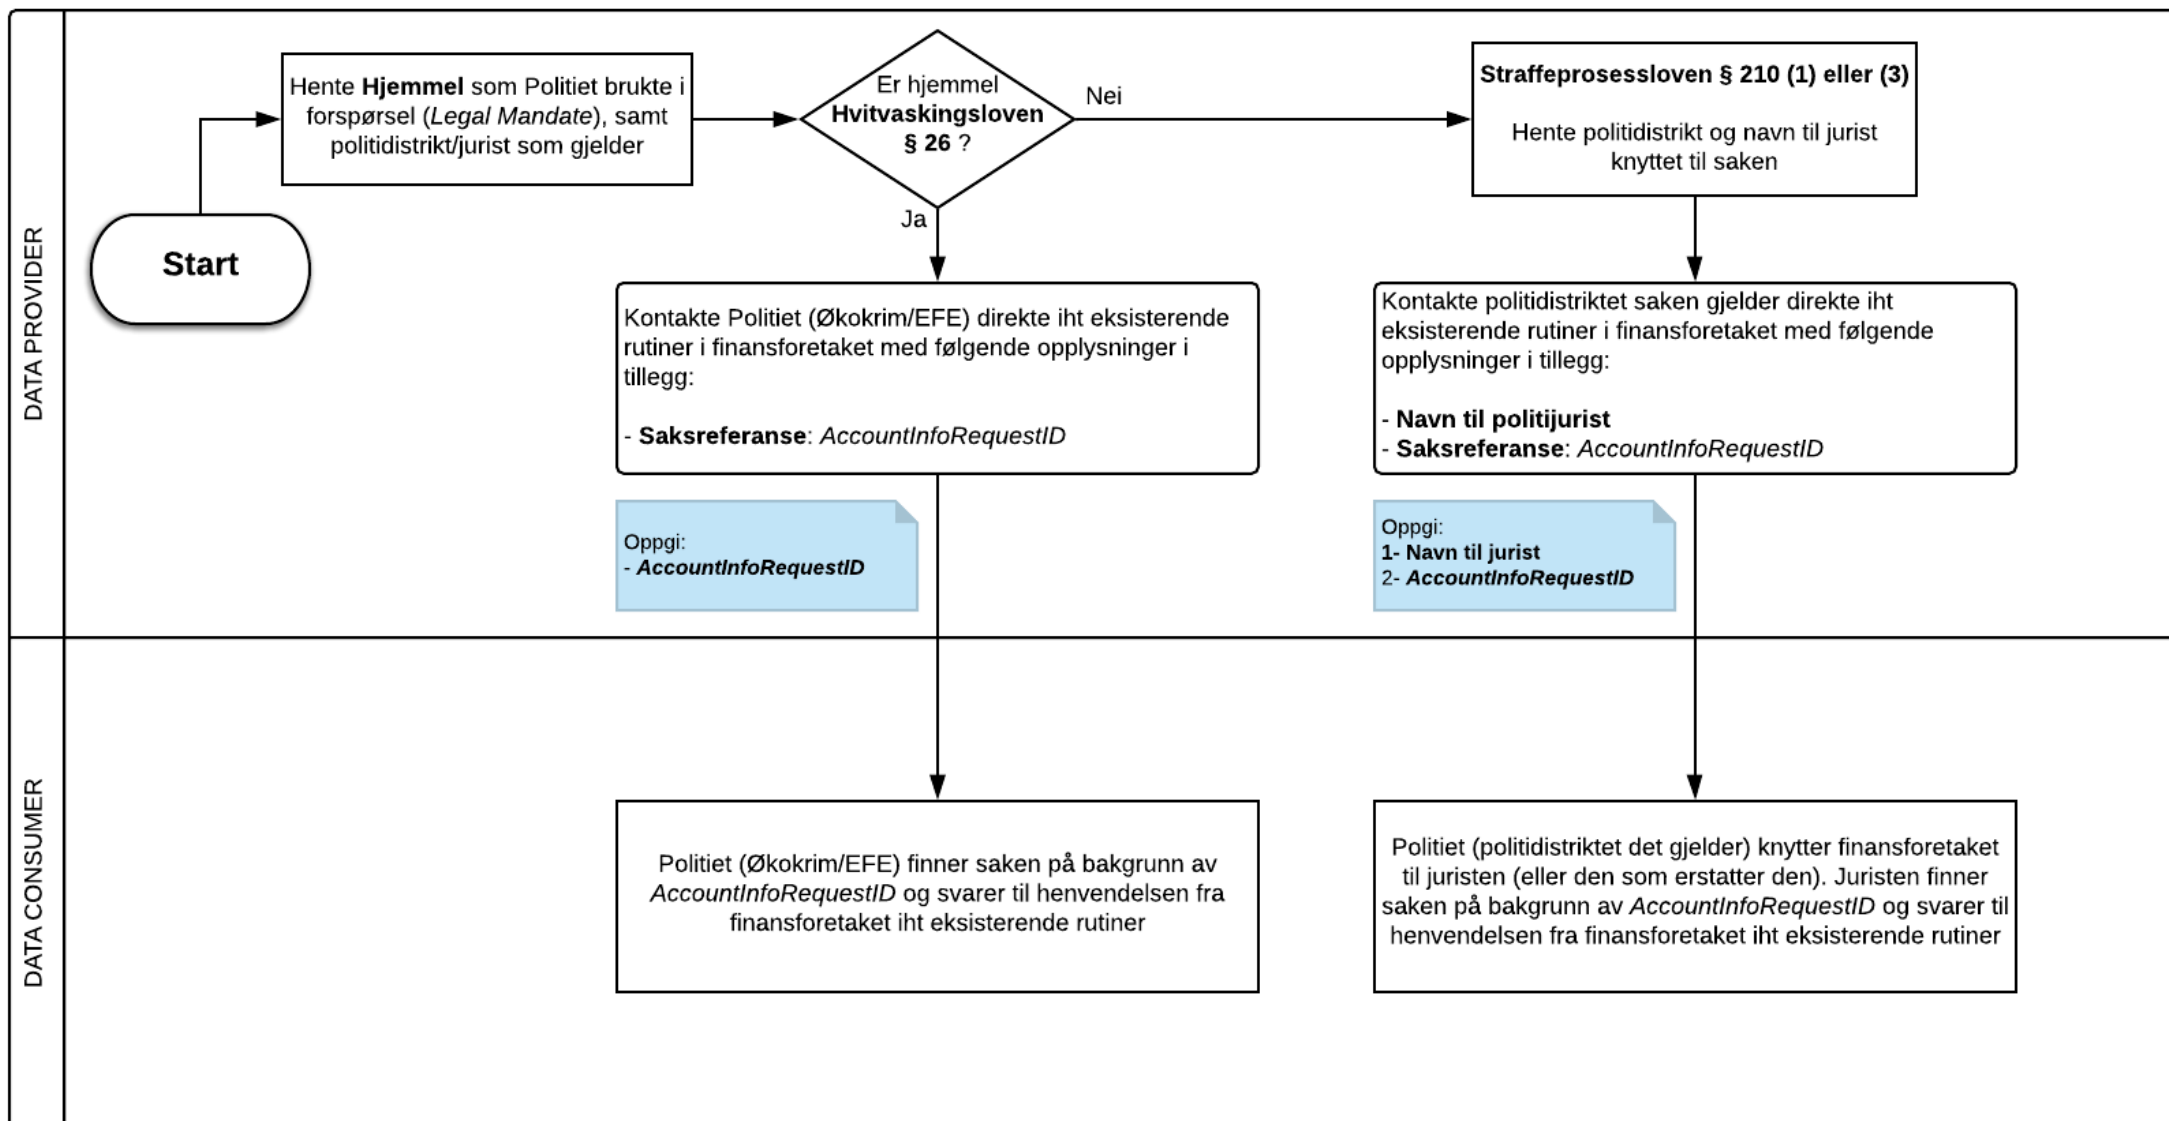 DATA PROVIDER
Start
Hente Hjemmel som Politiet brukte i
forspørsel (Legal Mandate), samt
politidistrikt/jurist som gjelder
Er hjemmel
Hvitvaskingsloven
§ 26 ?
Nei
Ja
Straffeprosessloven § 210 (1) eller (3)
Hente politidistrikt og navn til jurist
knyttet til saken
Kontakte Politiet (Økokrim/EFE) direkte iht eksisterende
rutiner i finansforetaket med følgende opplysninger i
tillegg:
- Saksreferanse: AccountInfoRequestID
Kontakte politidistriktet saken gjelder direkte iht
eksisterende rutiner i finansforetaket med følgende
opplysninger i tillegg:
- Navn til politijurist
- Saksreferanse: AccountInfoRequestID
Oppgi:
- AccountInfoRequestID
Oppgi:
1- Navn til jurist
2- AccountInfoRequestID
DATA CONSUMER
Politiet (Økokrim/EFE) finner saken på bakgrunn av
AccountInfoRequestID og svarer til henvendelsen fra
finansforetaket iht eksisterende rutiner
Politiet (politidistriktet det gjelder) knytter finansforetaket
til juristen (eller den som erstatter den). Juristen finner
saken på bakgrunn av AccountInfoRequestID og svarer til
henvendelsen fra finansforetaket iht eksisterende rutiner